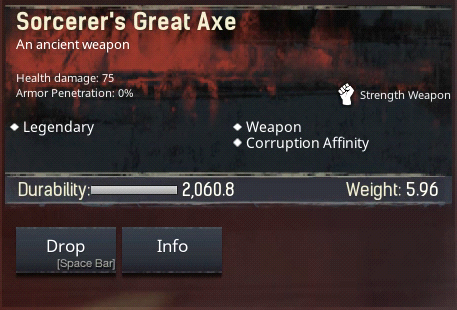 Sorcerer's Great Axe
An ancient weapon
Health damage: 75
Armor Penetration: 0%
Strength Weapon
Legendary
Weapon
Corruption Affinity
Durability: 2,060.8
Weight: 5.96
Drop
[Space Bar]
Info